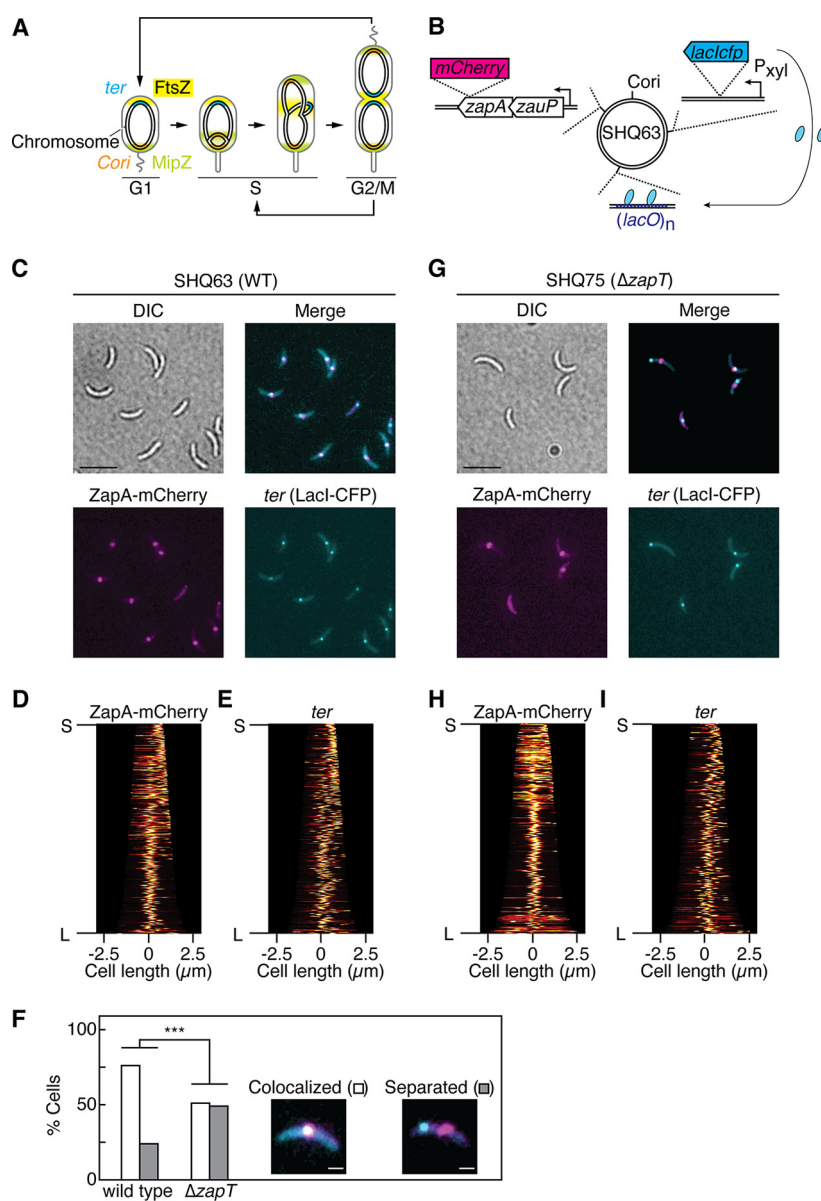 A
ter
FtsZ
Chromosome
Cori
MipZ
G1
S
G2/M
B
mCherry
zapA
zauP
lacIcfp
Pxyl
Cori
SHQ63
(lacO)n
C
SHQ63 (WT)
DIC
Merge
ZapA-mCherry
ter (LacI-CFP)
G
SHQ75 (ΔzapT)
DIC
Merge
ZapA-mCherry
ter (LacI-CFP)
D
ZapA-mCherry
E
ter
H
ZapA-mCherry
I
ter
S
L
S
L
-2.5 0 2.5
Cell length (µm)
-2.5 0 2.5
Cell length (µm)
-2.5 0 2.5
Cell length (µm)
-2.5 0 2.5
Cell length (µm)
F
100
50
0
% Cells
***
wild type
ΔzapT
Colocalized (□)
Separated (■)